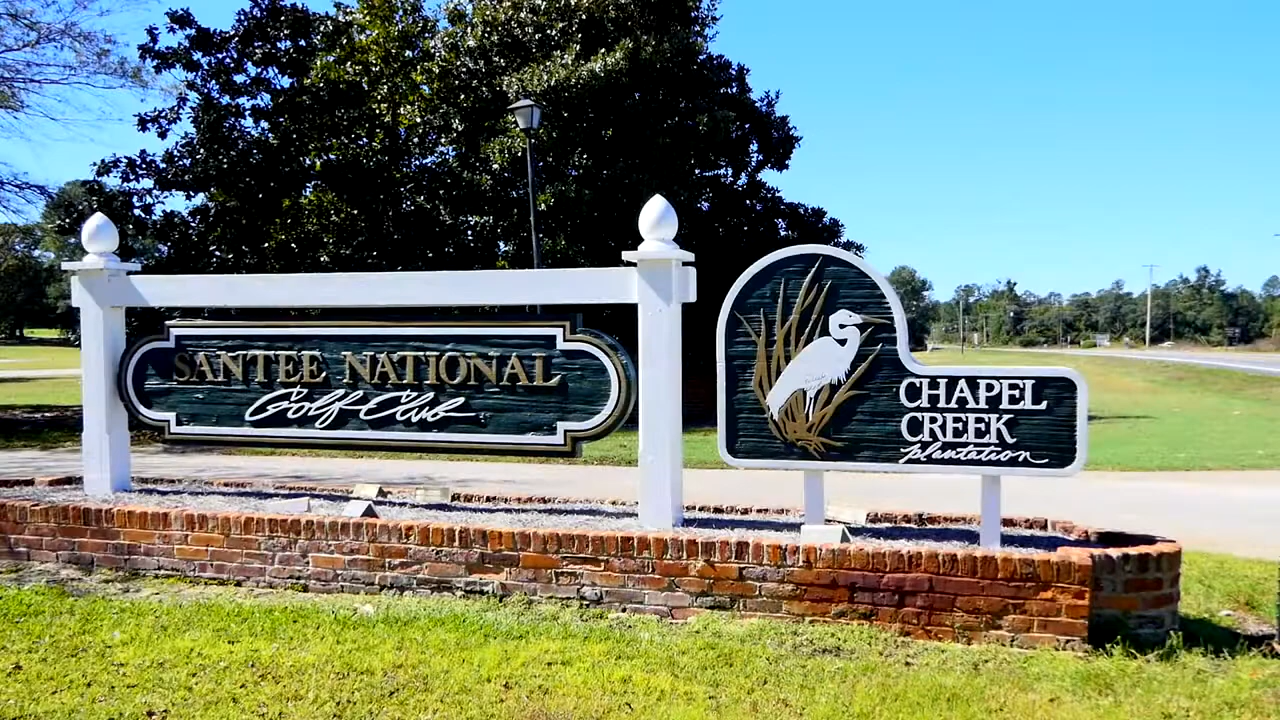 SANTEE NATIONAL
Golf Club
CHAPEL
CREEK
plantation